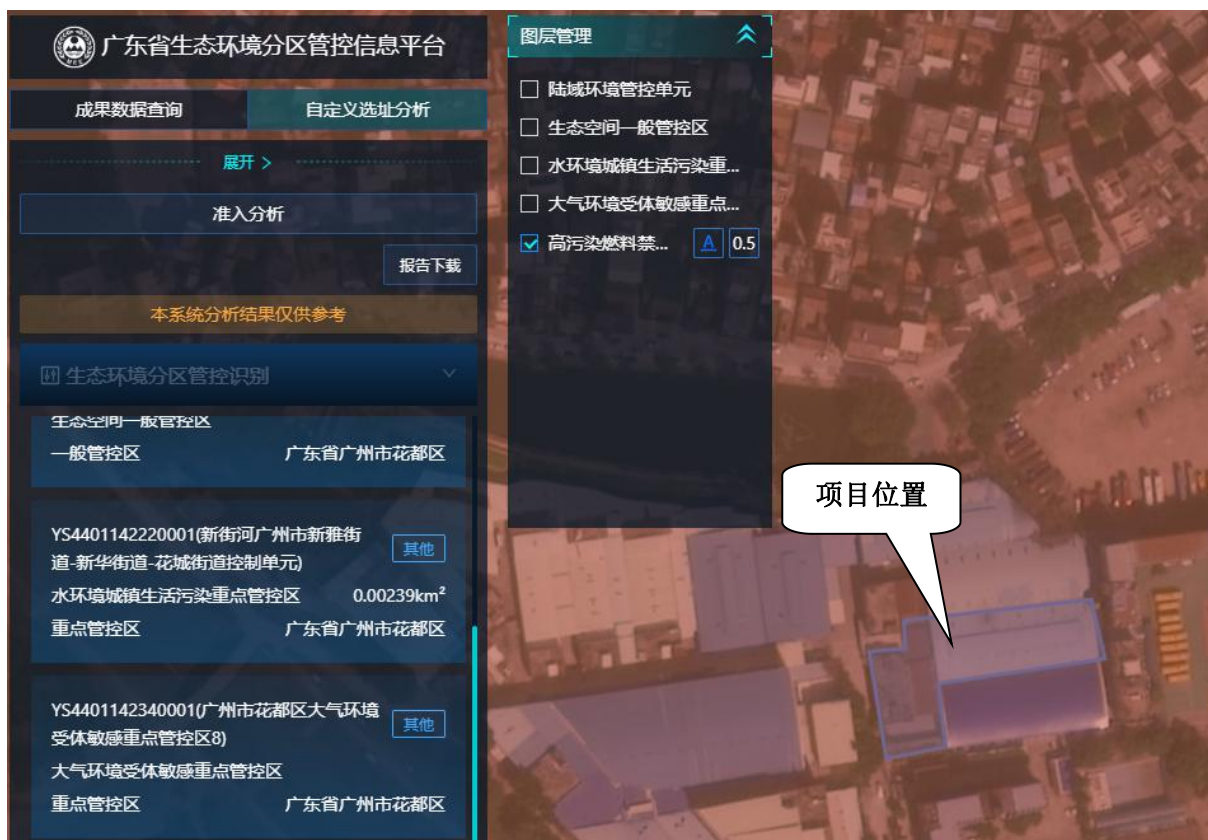 广东省生态环境分区管控信息平台
成果数据查询
自定义选址分析
展开 >
准入分析
报告下载
本系统分析结果仅供参考
生态环境分区管控识别
生态空间一般管控区
一般管控区
广东省广州市花都区
YS4401142220001(新街河广州市新雅街
道-新华街道-花城街道控制单元)
其他
水环境城镇生活污染重点管控区
0.00239km²
重点管控区
广东省广州市花都区
YS4401142340001(广州市花都区大气环境
受体敏感重点管控区8)
其他
大气环境受体敏感重点管控区
重点管控区
广东省广州市花都区
图层管理
陆域环境管控单元
生态空间一般管控区
水环境城镇生活污染重...
大气环境受体敏感重点...
高污染燃料禁...
A
0.5
项目位置